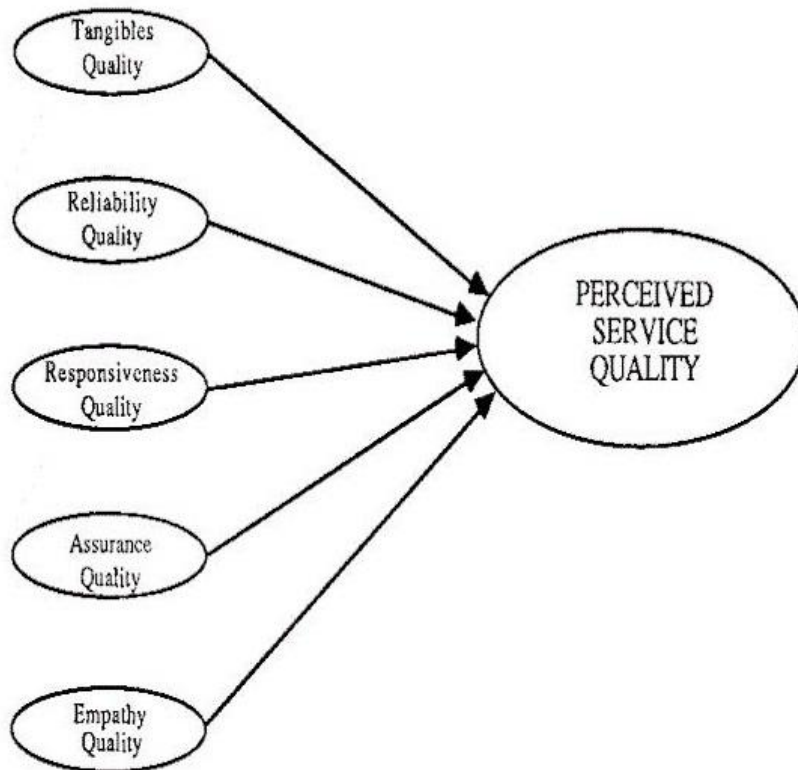 Tangibles
Quality
Reliability
Quality
Responsiveness
Quality
Assurance
Quality
Empathy
Quality
PERCEIVED
SERVICE
QUALITY